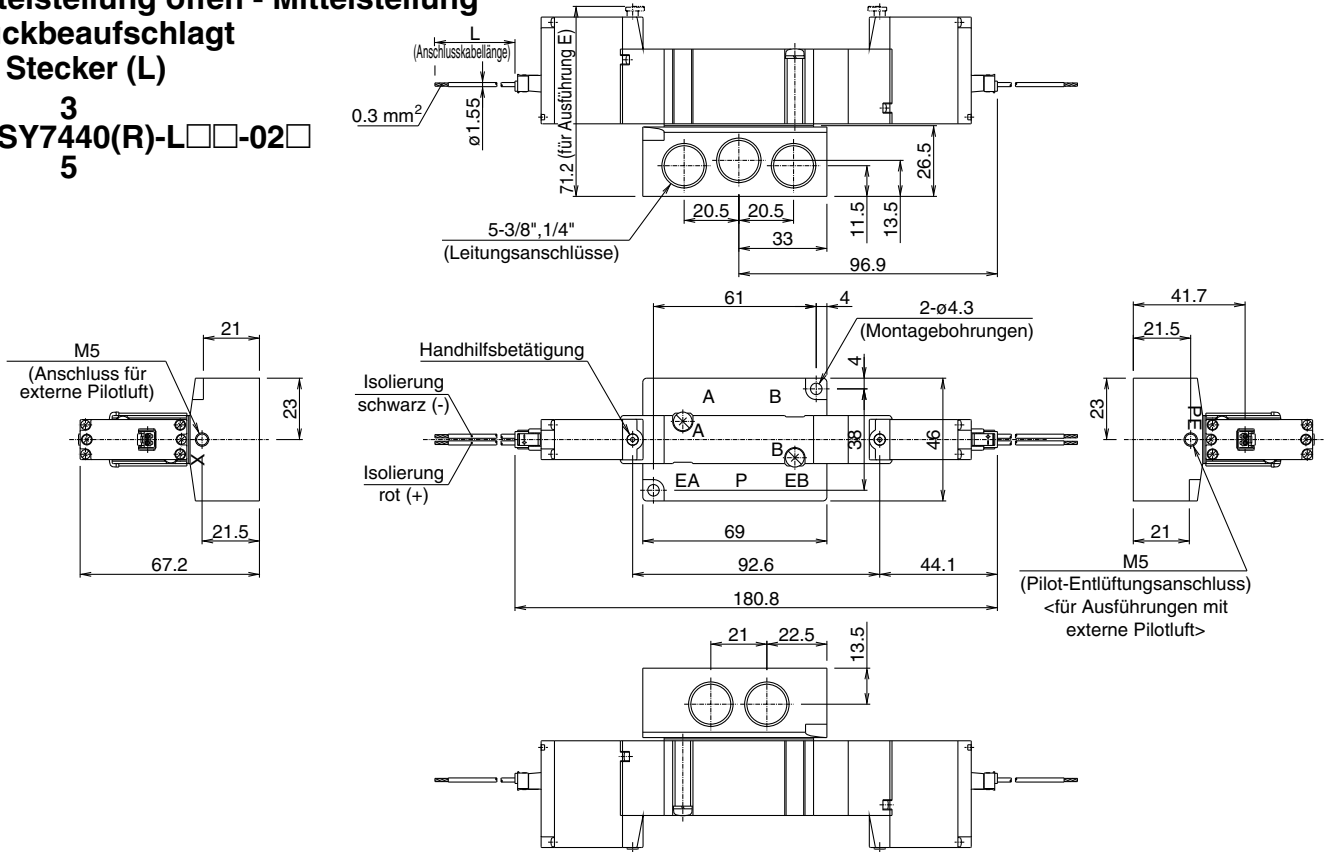 Mittelstellung
ckbeaufschlagt
Stecker (L)
3
SY7440(R)-L□□-02□
5
L
(Anschlusskabellänge)
0.3 mm²
ø1.55
71.2 (für Ausführung E)
26.5
11.5
13.5
20.5
20.5
33
96.9
5-3/8",1/4"
(Leitungsanschlüsse)
61
4
2-ø4.3
(Montagebohrungen)
4
41.7
21.5
21
M5
(Anschluss für
externe Pilotluft)
23
X
21.5
67.2
Handhilfsbetätigung
Isolierung
schwarz (-)
Isolierung
rot (+)
A
B
A
B
EA
P
EB
38
46
69
92.6
44.1
180.8
23
PE
21
M5
(Pilot-Entlüftungsanschluss)
<für Ausführungen mit
externe Pilotluft>
21
22.5
13.5